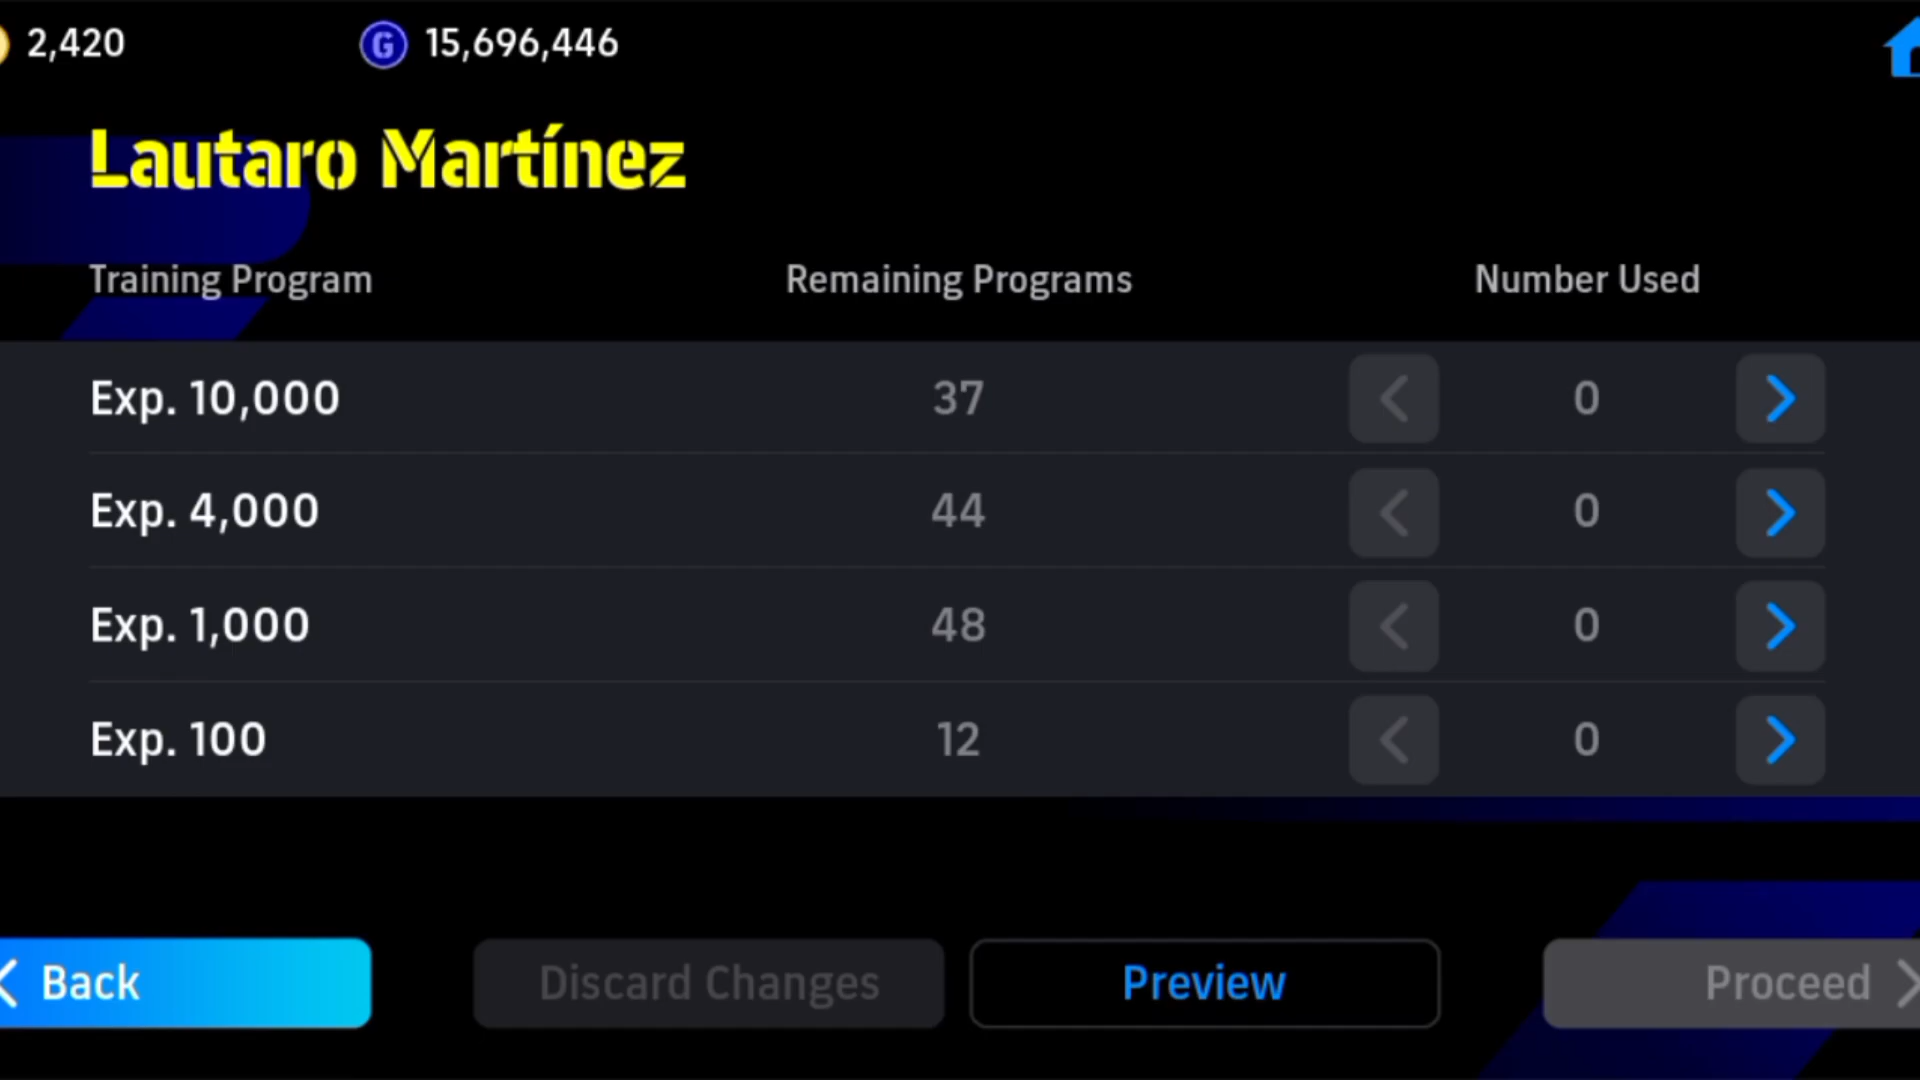 2,420 G 15,696,446
Lautaro Martínez
Training Program Remaining Programs Number Used
Exp. 10,000 37 0
Exp. 4,000 44 0
Exp. 1,000 48 0
Exp. 100 12 0
Back Discard Changes Preview Proceed